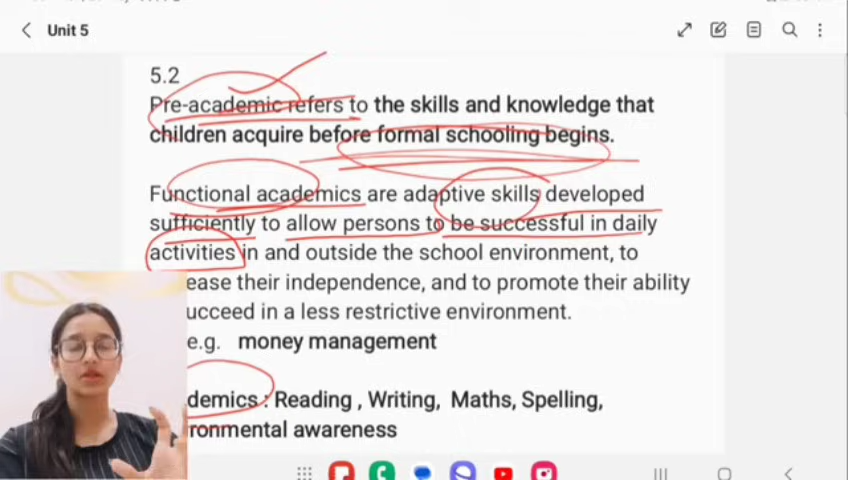 Unit 5
5.2
Pre-academic refers to the skills and knowledge that
children acquire before formal schooling begins.
Functional academics are adaptive skills developed
sufficiently to allow persons to be successful in daily
activities in and outside the school environment, to
ease their independence, and to promote their ability
ucceed in a less restrictive environment.
e.g. money management
demics : Reading , Writing, Maths, Spelling,
ronmental awareness